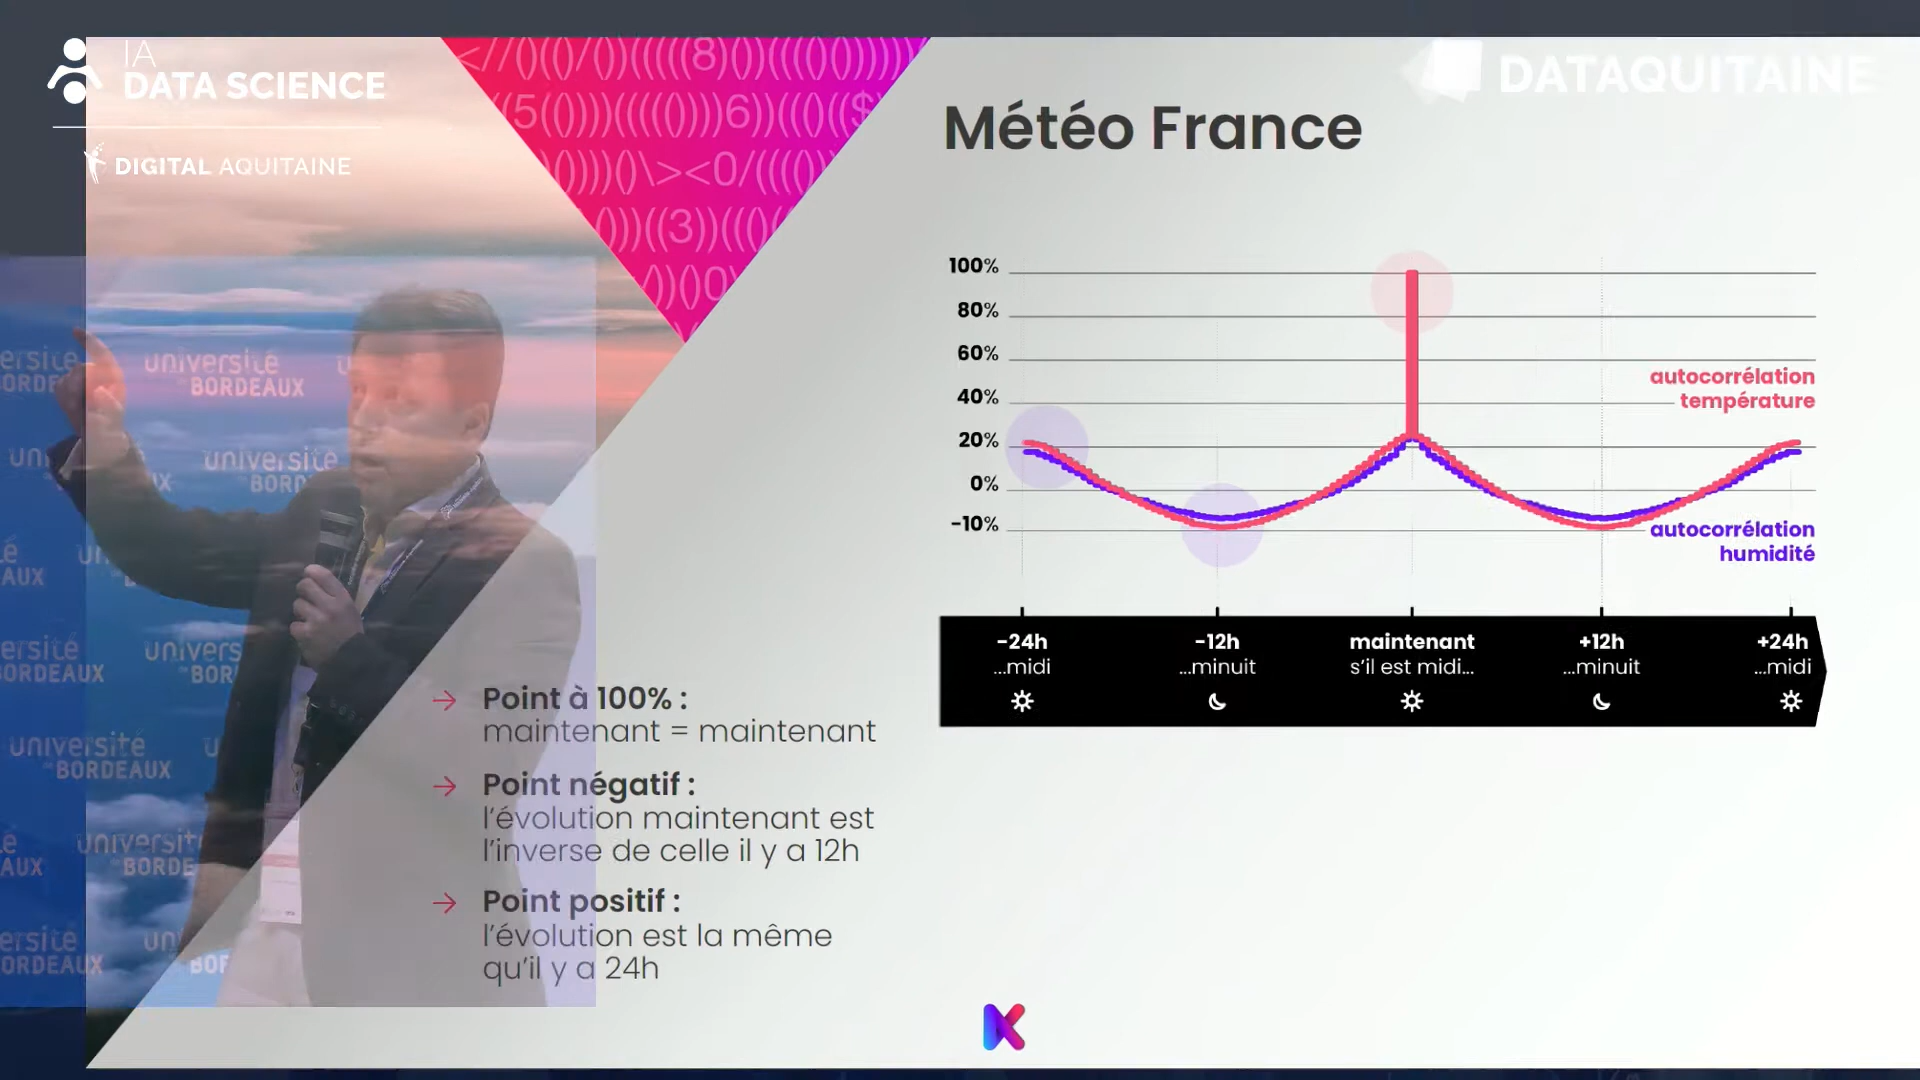 IA
DATA SCIENCE
DIGITAL AQUITAINE
DATAQUITAINE
Météo France
100%
80%
60%
40%
20%
0%
-10%
autocorrélation
température
autocorrélation
humidité
-24h
...midi
-12h
...minuit
maintenant
s'il est midi...
+12h
...minuit
+24h
...midi
→ Point à 100% :
maintenant = maintenant
→ Point négatif :
l'évolution maintenant est
l'inverse de celle il y a 12h
→ Point positif :
l'évolution est la même
qu'il y a 24h
université
BORDEAUX
université
université
université
BORDEAUX